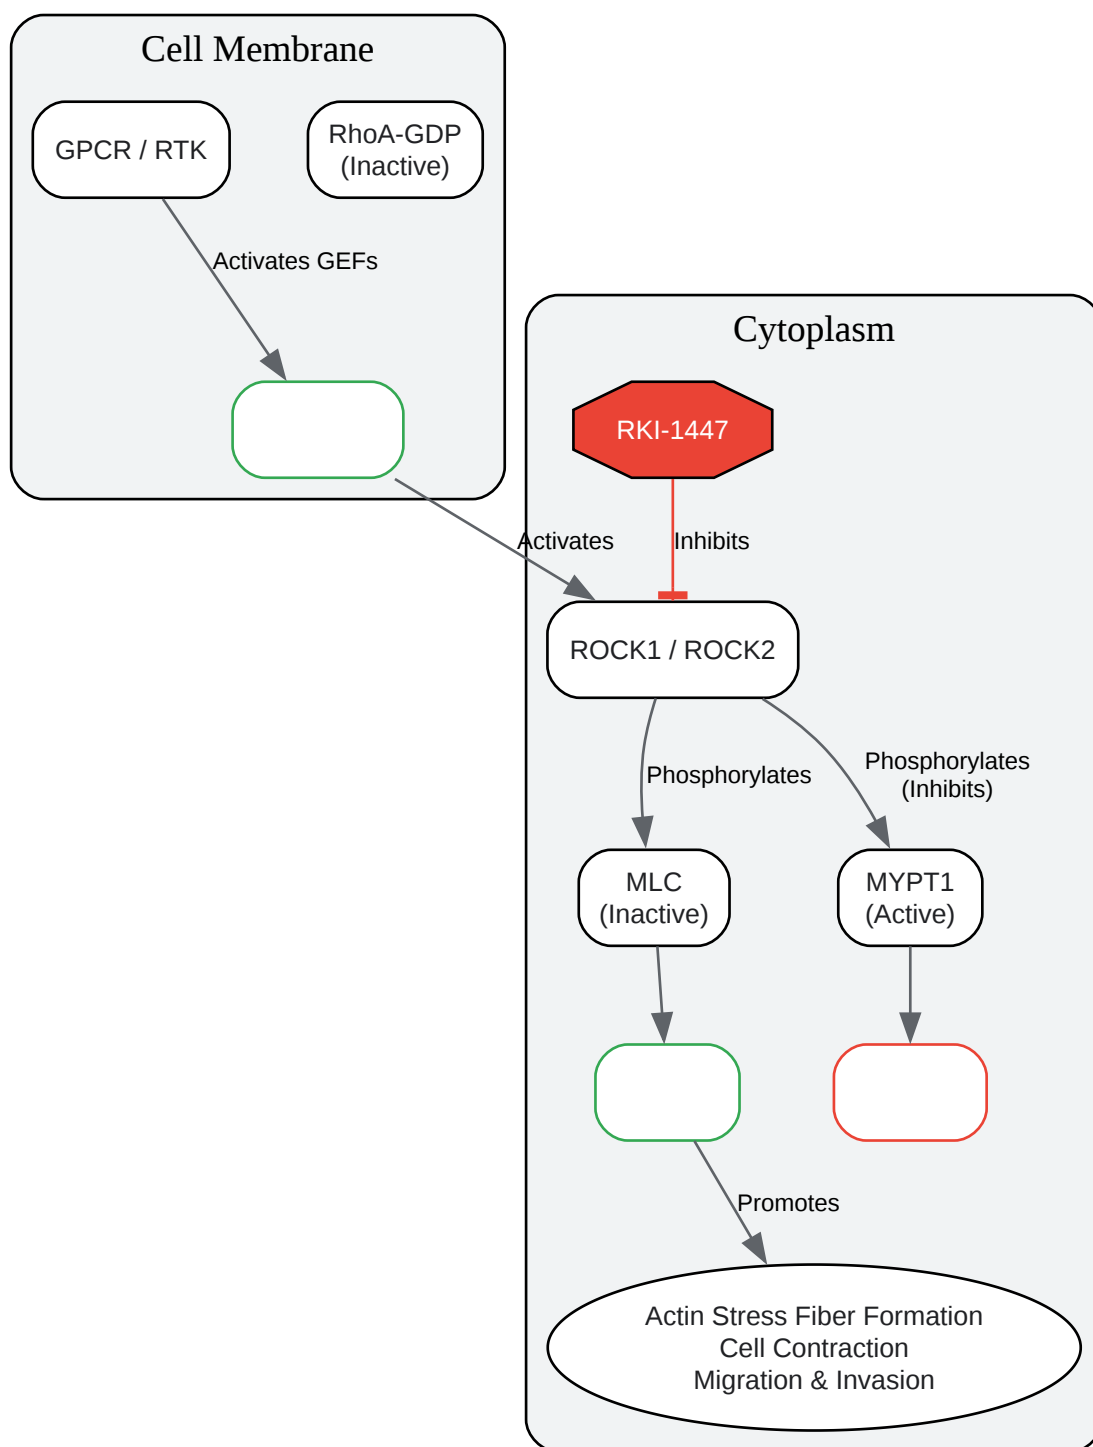 Cell Membrane
GPCR / RTK
RhoA-GDP
(Inactive)
Activates GEFs
Cytoplasm
RKI-1447
Activates
Inhibits
ROCK1 / ROCK2
Phosphorylates
Phosphorylates
(Inhibits)
MLC
(Inactive)
MYPT1
(Active)
Promotes
Actin Stress Fiber Formation
Cell Contraction
Migration & Invasion